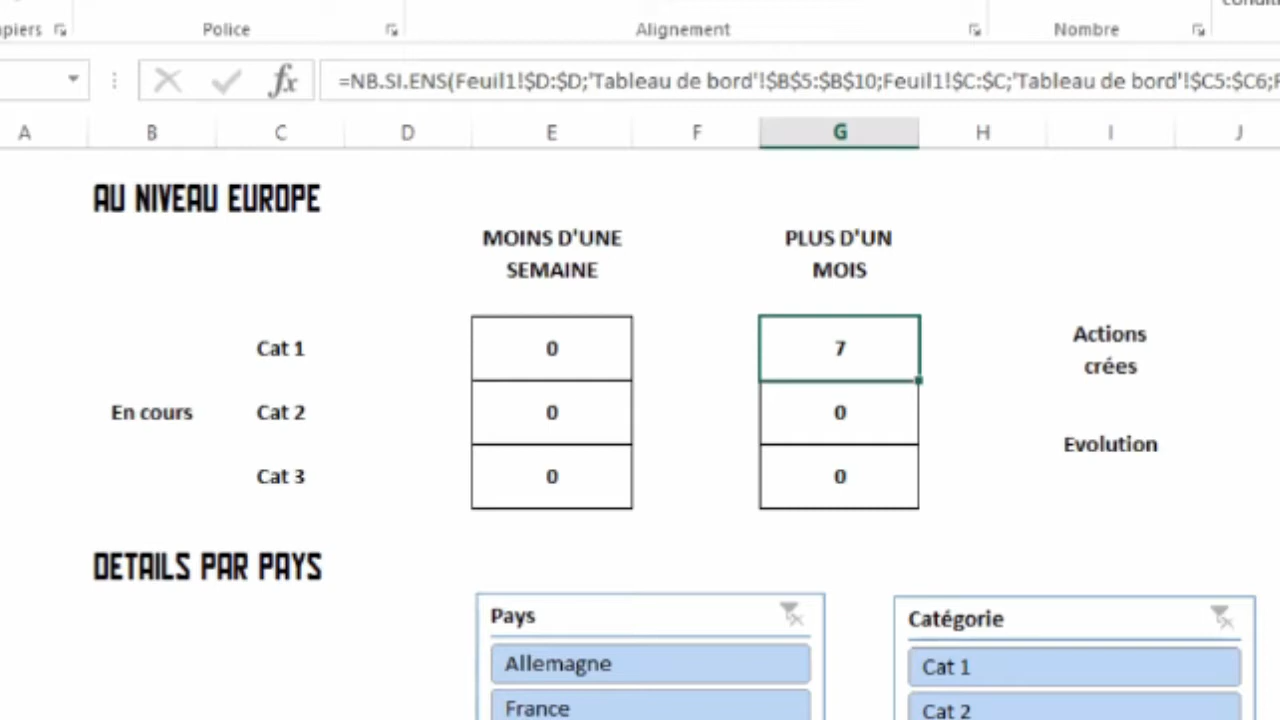 Police
Alignement
Nombre
fx
=NB.SI.ENS(Feuil1!$D:$D;'Tableau de bord'!$B$5:$B$10;Feuil1!$C:$C;'Tableau de bord'!$C5:$C6;
A B C D E F G H I J
AU NIVEAU EUROPE
MOINS D'UNE
SEMAINE
PLUS D'UN
MOIS
Cat 1 0 7 Actions
crées
En cours Cat 2 0 0
Evolution
Cat 3 0 0
DETAILS PAR PAYS
Pays
Catégorie
Allemagne
Cat 1
France
Cat 2